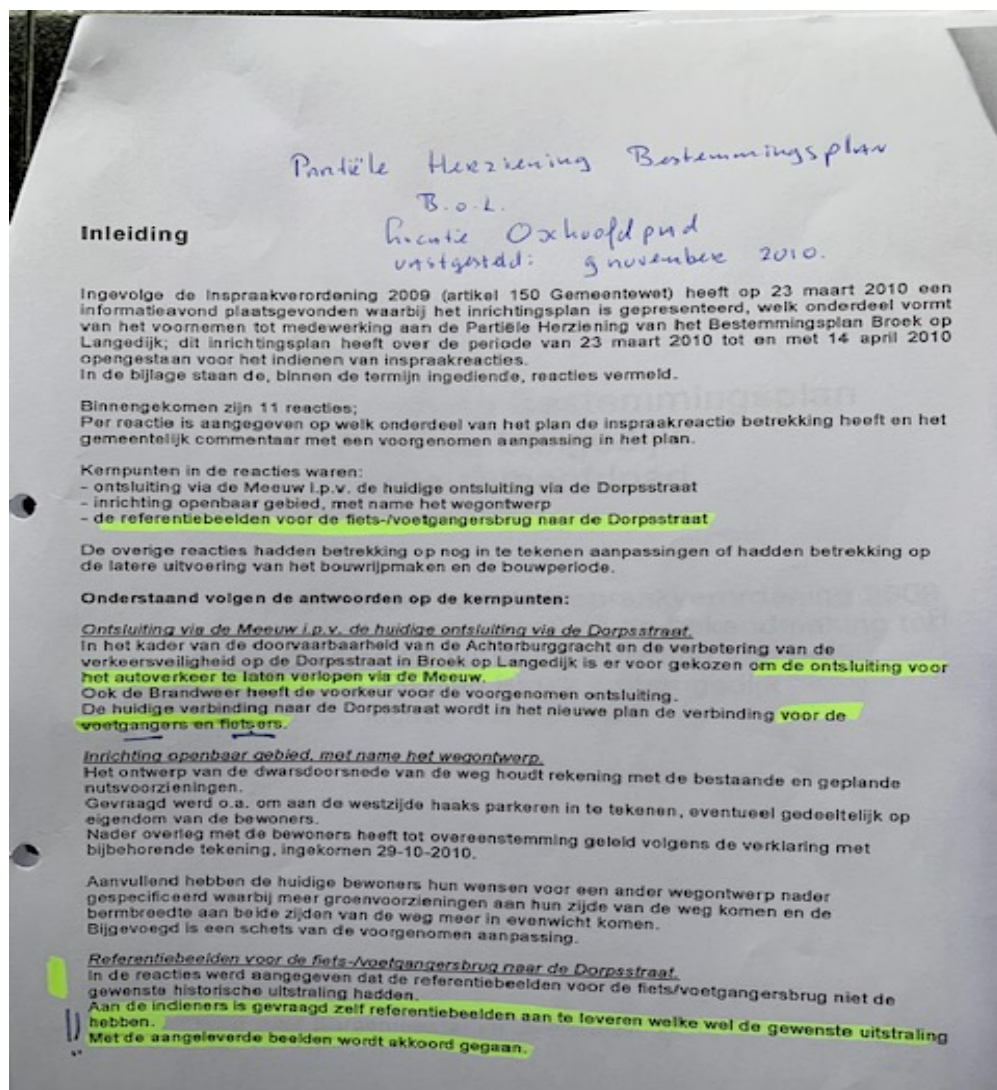 Partiële Herziening Bestemmingsplan
B.o.L.
locatie Oxhoofdpad
vastgesteld: 9 november 2010.
Inleiding
Ingevolge de Inspraakverordening 2009 (artikel 150 Gemeentewet) heeft op 23 maart 2010 een
informatieavond plaatsgevonden waarbij het inrichtingsplan is gepresenteerd, welk onderdeel vormt
van het voornemen tot medewerking aan de Partiële Herziening van het Bestemmingsplan Broek op
Langedijk; dit inrichtingsplan heeft over de periode van 23 maart 2010 tot en met 14 april 2010
opengestaan voor het indienen van inspraakreacties.
In de bijlage staan de, binnen de termijn ingediende, reacties vermeld.
Binnengekomen zijn 11 reacties;
Per reactie is aangegeven op welk onderdeel van het plan de inspraakreactie betrekking heeft en het
gemeentelijk commentaar met een voorgenomen aanpassing in het plan.
Kernpunten in de reacties waren:
- ontsluiting via de Meeuw i.p.v. de huidige ontsluiting via de Dorpsstraat
- inrichting openbaar gebied, met name het wegontwerp
- de referentiebeelden voor de fiets-/voetgangersbrug naar de Dorpsstraat
De overige reacties hadden betrekking op nog in te tekenen aanpassingen of hadden betrekking op
de latere uitvoering van het bouwrijpmaken en de bouwperiode.
Onderstaand volgen de antwoorden op de kernpunten:
Ontsluiting via de Meeuw i.p.v. de huidige ontsluiting via de Dorpsstraat.
In het kader van de doorvaarbaarheid van de Achterburggracht en de verbetering van de
verkeersveiligheid op de Dorpsstraat in Broek op Langedijk is er voor gekozen om de ontsluiting voor
het autoverkeer te laten verlopen via de Meeuw.
Ook de Brandweer heeft de voorkeur voor de voorgenomen ontsluiting.
De huidige verbinding naar de Dorpsstraat wordt in het nieuwe plan de verbinding voor de
voetgangers en fietsers.
Inrichting openbaar gebied, met name het wegontwerp.
Het ontwerp van de dwarsdoorsnede van de weg houdt rekening met de bestaande en geplande
nutsvoorzieningen.
Gevraagd werd o.a. om aan de westzijde haaks parkeren in te tekenen, eventueel gedeeltelijk op
eigendom van de bewoners.
Nader overleg met de bewoners heeft tot overeenstemming geleid volgens de verklaring met
bijbehorende tekening, ingekomen 29-10-2010.
Aanvullend hebben de huidige bewoners hun wensen voor een ander wegontwerp nader
gespecificeerd waarbij meer groenvoorzieningen aan hun zijde van de weg komen en de
bermbreedte aan beide zijden van de weg meer in evenwicht komen.
Bijgevoegd is een schets van de voorgenomen aanpassing.
Referentiebeelden voor de fiets-/voetgangersbrug naar de Dorpsstraat.
In de reacties werd aangegeven dat de referentiebeelden voor de fiets/voetgangersbrug niet de
gewenste historische uitstraling hadden.
Aan de indieners is gevraagd zelf referentiebeelden aan te leveren welke wel de gewenste uitstraling
hebben.
Met de aangeleverde beelden wordt akkoord gegaan.